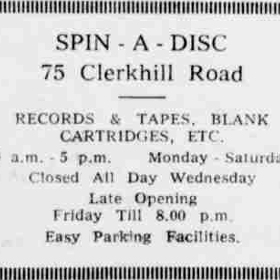 SPIN - A - DISC
75 Clerkhill Road
RECORDS & TAPES, BLANK
CARTRIDGES, ETC.
a.m. - 5 p.m. Monday - Saturda
Closed All Day Wednesday
Late Opening
Friday Till 8.00 p.m.
Easy Parking Facilities.